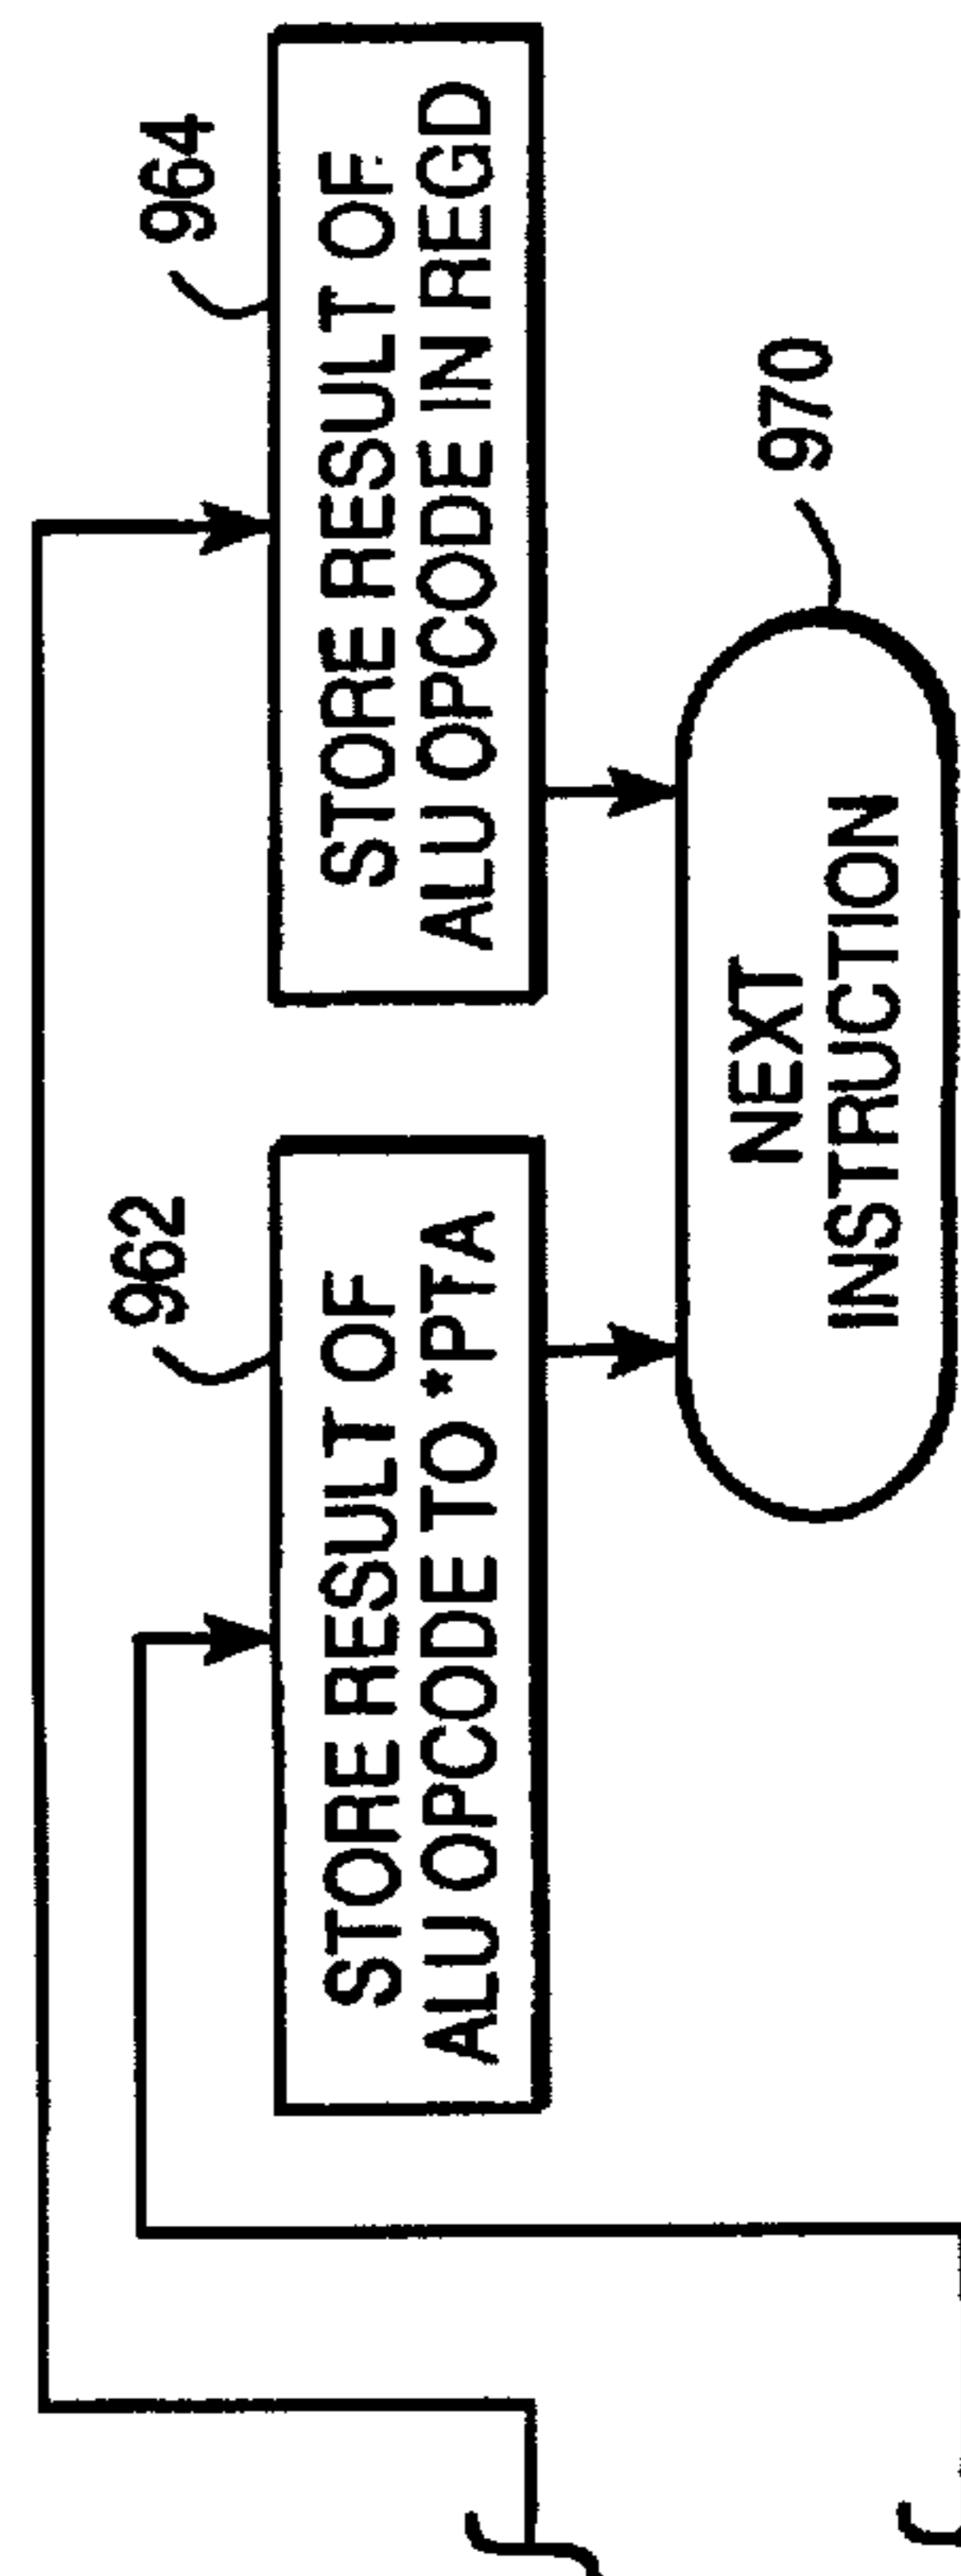 962
STORE RESULT OF
ALU OPCODE TO *PTA
964
STORE RESULT OF
ALU OPCODE IN REGD
970
NEXT
INSTRUCTION